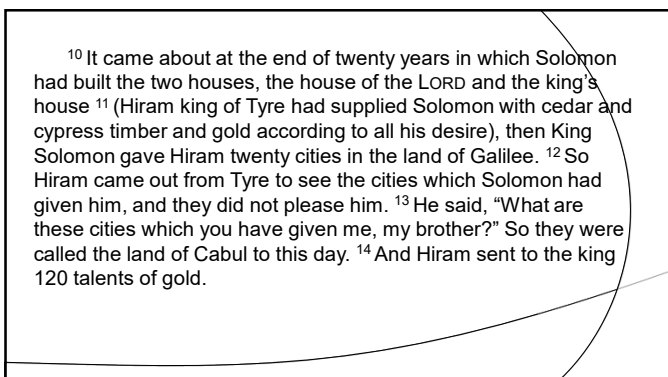 ¹⁰ It came about at the end of twenty years in which Solomon
had built the two houses, the house of the LORD and the king’s
house ¹¹ (Hiram king of Tyre had supplied Solomon with cedar and
cypress timber and gold according to all his desire), then King
Solomon gave Hiram twenty cities in the land of Galilee. ¹² So
Hiram came out from Tyre to see the cities which Solomon had
given him, and they did not please him. ¹³ He said, “What are
these cities which you have given me, my brother?” So they were
called the land of Cabul to this day. ¹⁴ And Hiram sent to the king
120 talents of gold.